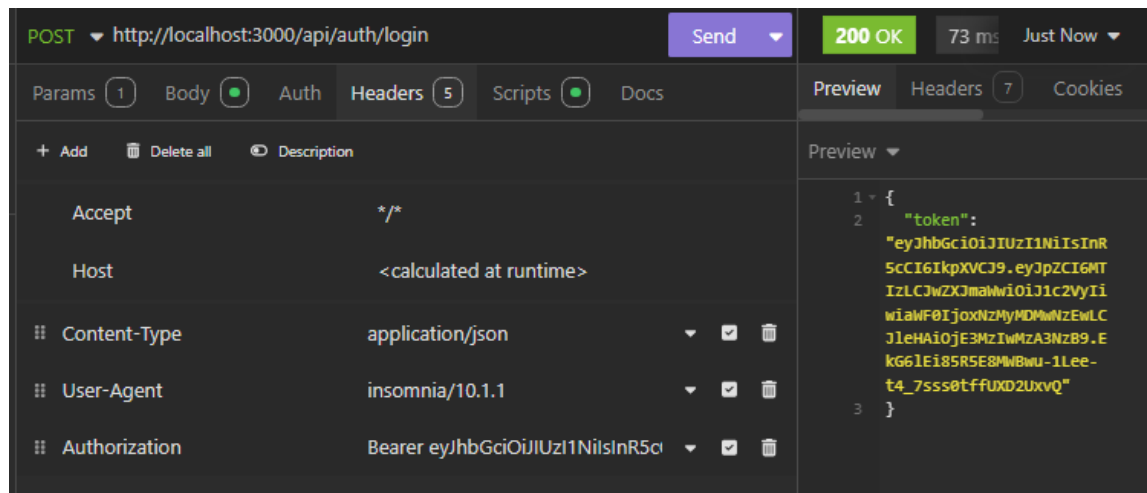 POST http://localhost:3000/api/auth/login Send 200 OK 73 ms Just Now
Params 1 Body Auth Headers 5 Scripts Docs
Preview Headers 7 Cookies
+ Add Delete all Description
Preview
Accept */*
Host <calculated at runtime>
Content-Type application/json
User-Agent insomnia/10.1.1
Authorization Bearer eyJhbGciOiJIUzI1NiIsInR5c
1 {
2 "token":
"eyJhbGciOiJIUzI1NiIsInR
5cCI6IkpXVCJ9.eyJpZCI6MT
IzLCJwZXJmaWwiOiJ1c2VyIi
wiaWF0IjoxNzMyMDMwNzEwLC
JleHAiOjE3MzIwMzA3NzB9.E
kG6lEi85R5E8MWBwu-1Lee-
t4_7sss0tffUXD2UxvQ"
3 }